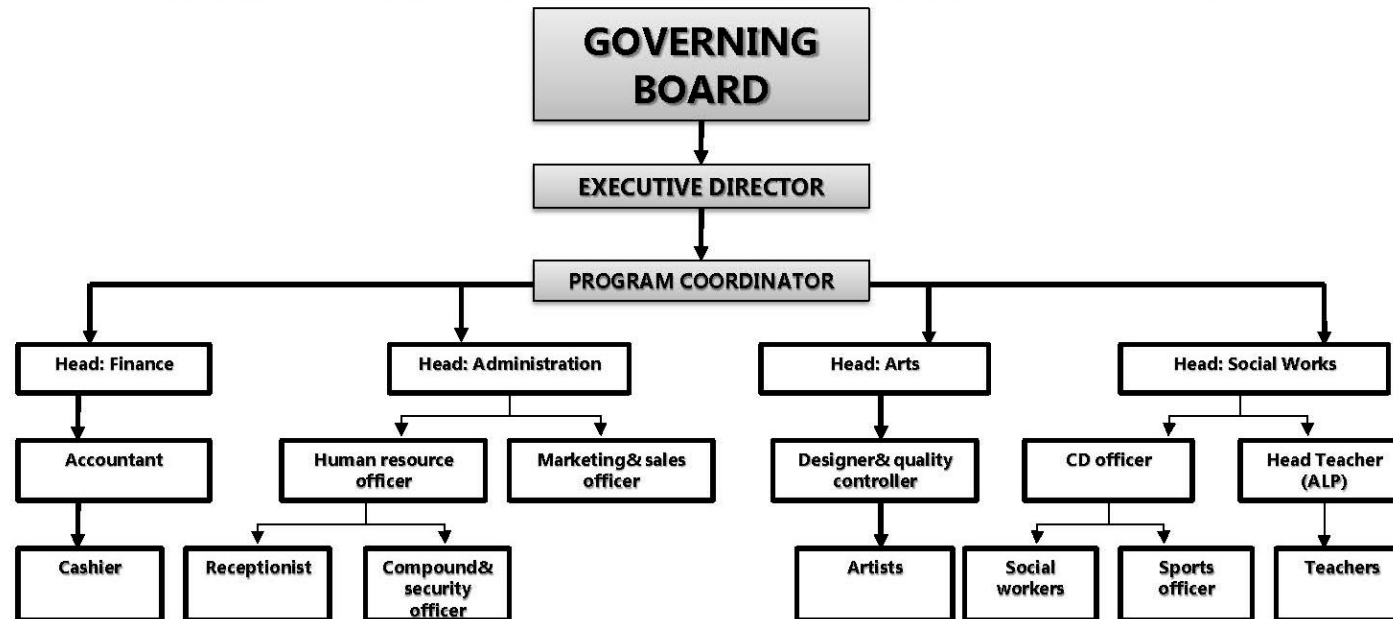 GOVERNING
BOARD
EXECUTIVE DIRECTOR
PROGRAM COORDINATOR
Head: Finance
Head: Administration
Head: Arts
Head: Social Works
Accountant
Human resource
officer
Marketing& sales
officer
Designer& quality
controller
CD officer
Head Teacher
(ALP)
Cashier
Receptionist
Compound&
security
officer
Artists
Social
workers
Sports
officer
Teachers